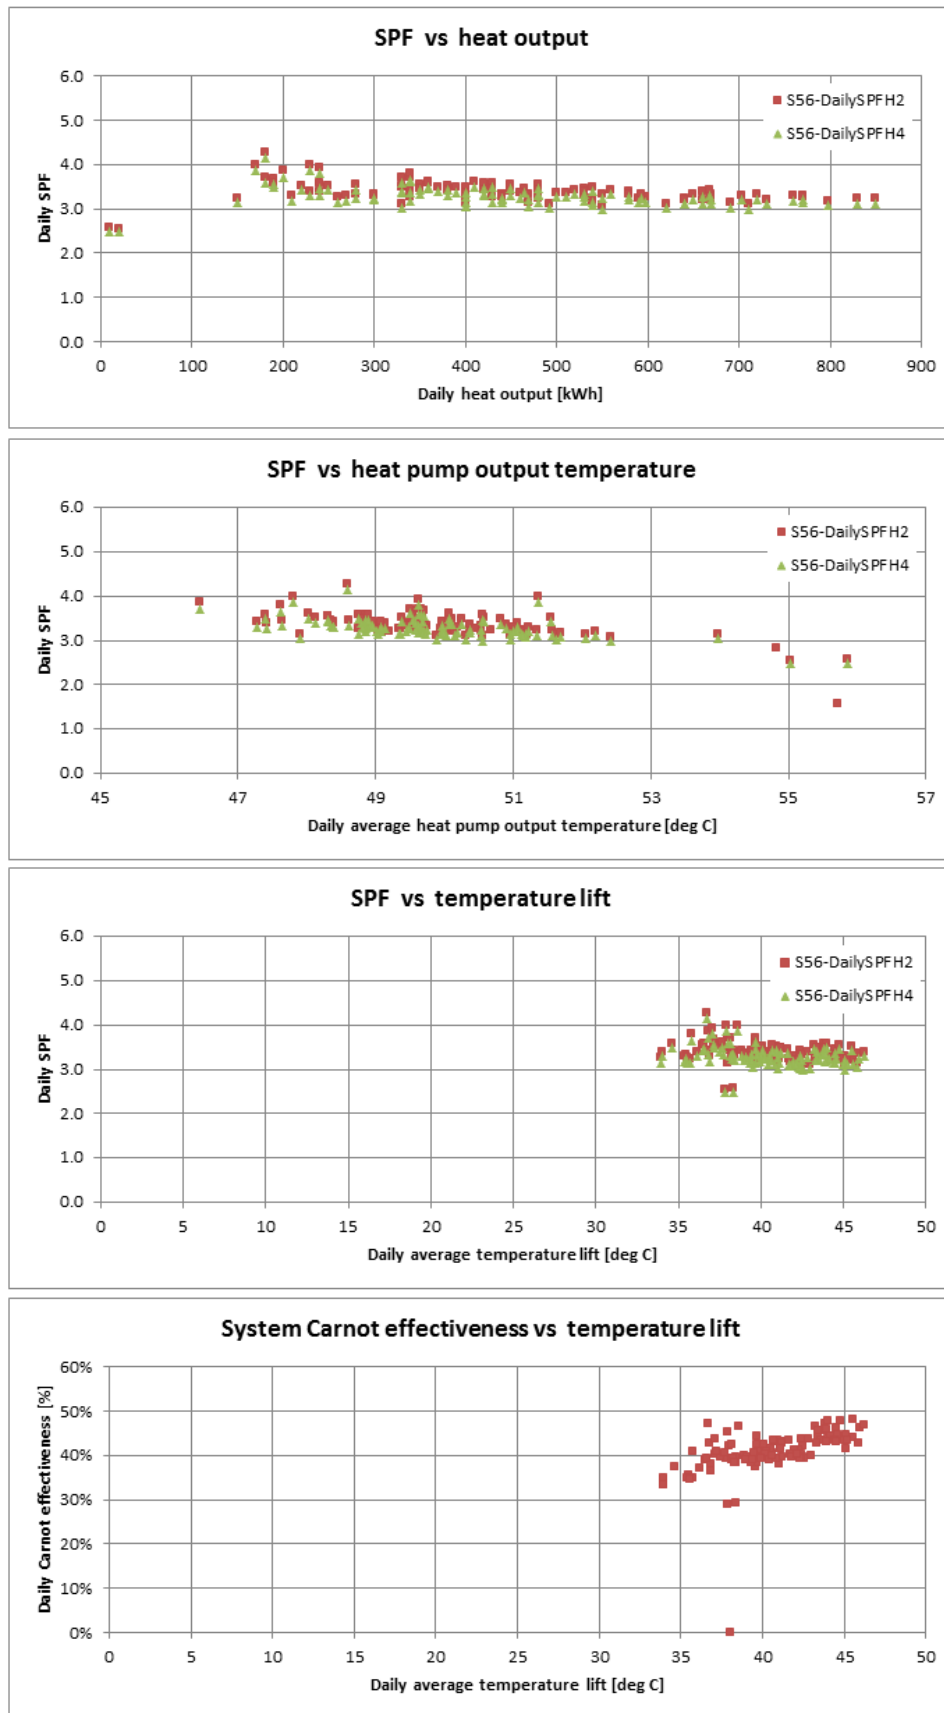 SPF vs heat output
6.0
5.0
4.0
3.0
2.0
1.0
0.0
Daily SPF
S56-DailySPFH2
S56-DailySPFH4
0 100 200 300 400 500 600 700 800 900
Daily heat output [kWh]
SPF vs heat pump output temperature
6.0
5.0
4.0
3.0
2.0
1.0
0.0
Daily SPF
S56-DailySPFH2
S56-DailySPFH4
45 47 49 51 53 55 57
Daily average heat pump output temperature [deg C]
SPF vs temperature lift
6.0
5.0
4.0
3.0
2.0
1.0
0.0
Daily SPF
S56-DailySPFH2
S56-DailySPFH4
0 5 10 15 20 25 30 35 40 45 50
Daily average temperature lift [deg C]
System Carnot effectiveness vs temperature lift
60%
50%
40%
30%
20%
10%
0%
Daily Carnot effectiveness [%]
0 5 10 15 20 25 30 35 40 45 50
Daily average temperature lift [deg C]